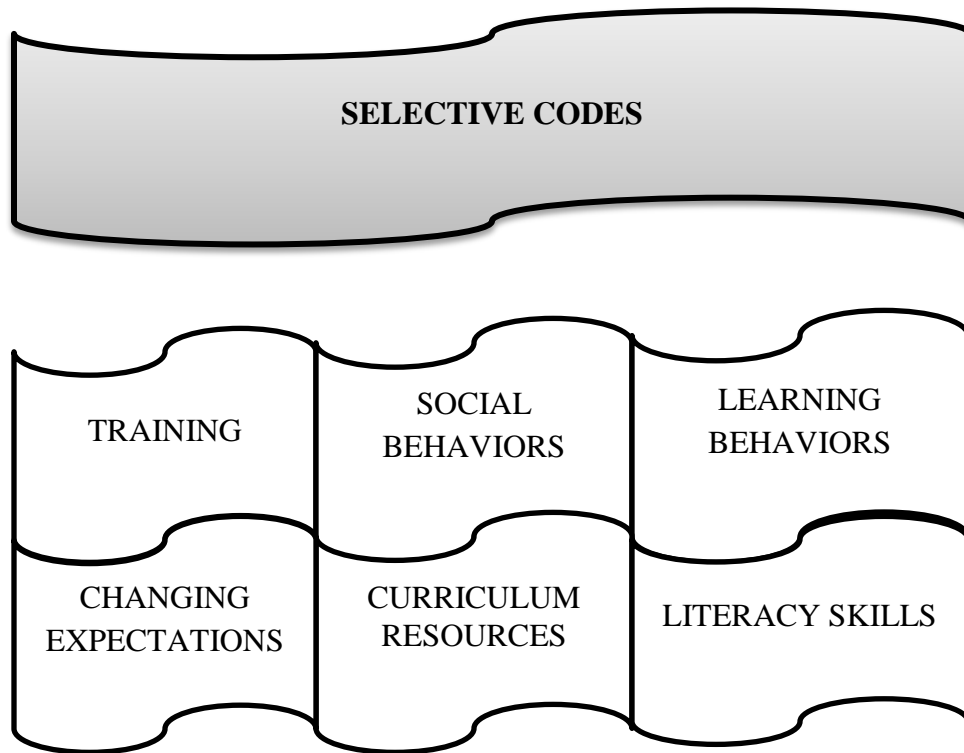 SELECTIVE CODES
TRAINING
SOCIAL
BEHAVIORS
LEARNING
BEHAVIORS
CHANGING
EXPECTATIONS
CURRICULUM
RESOURCES
LITERACY SKILLS